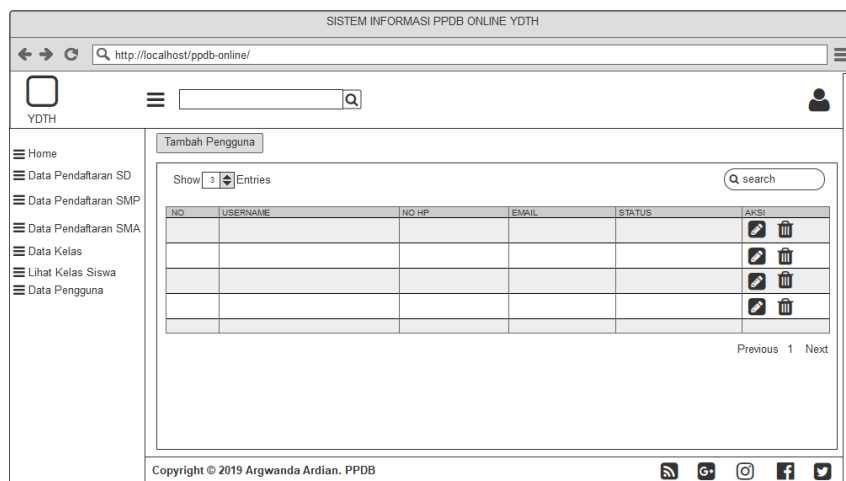 SISTEM INFORMASI PPDB ONLINE YDTH
http://localhost/ppdb-online/
YDTH
Home
Data Pendaftaran SD
Data Pendaftaran SMP
Data Pendaftaran SMA
Data Kelas
Lihat Kelas Siswa
Data Pengguna
Tambah Pengguna
Show 3 Entries
search
NO USERNAME NO HP EMAIL STATUS AKSI
Previous 1 Next
Copyright © 2019 Argwanda Ardian. PPDB